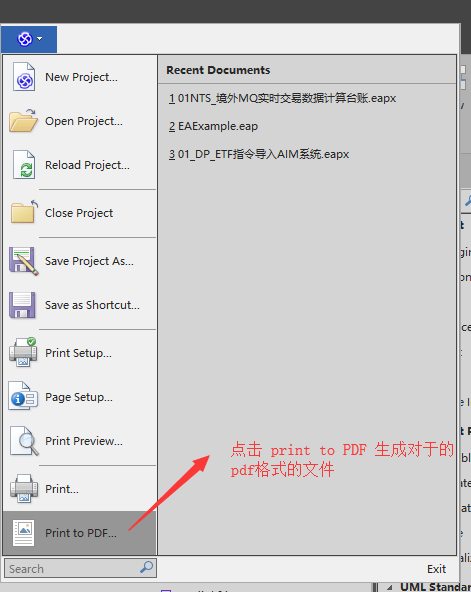 New Project...
Open Project...
Reload Project...
Close Project
Save Project As...
Save as Shortcut...
Print Setup...
Page Setup...
Print Preview...
Print...
Print to PDF...
Search
Recent Documents
1 01NTS_境外MQ实时交易数据计算台账.eapx
2 EAExample.eap
3 01_DP_ETF指令导入AIM系统.eapx
点击 print to PDF 生成对于的
pdf格式的文件
Exit
UML Standard